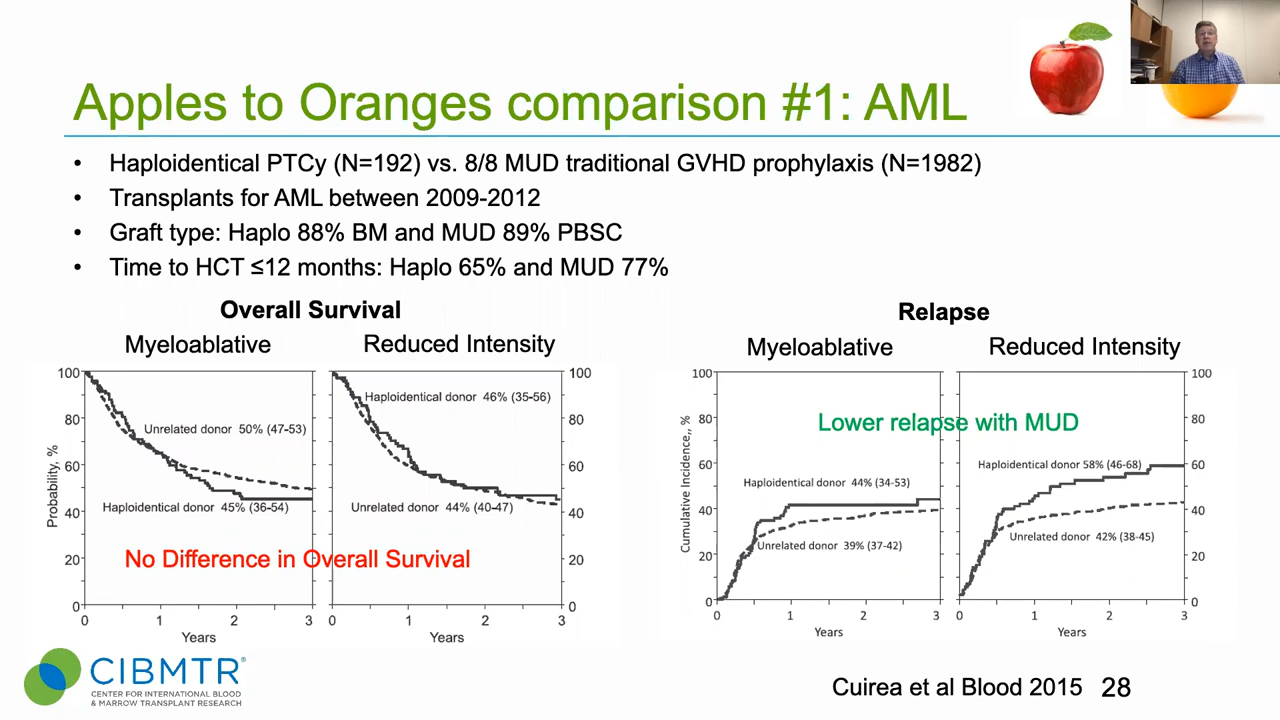 Apples to Oranges comparison #1: AML
• Haploidentical PTCy (N=192) vs. 8/8 MUD traditional GVHD prophylaxis (N=1982)
• Transplants for AML between 2009-2012
• Graft type: Haplo 88% BM and MUD 89% PBSC
• Time to HCT ≤12 months: Haplo 65% and MUD 77%
Overall Survival
Myeloablative
Reduced Intensity
100
80
60
40
20
0
Probability, %
Unrelated donor 50% (47-53)
Haploidentical donor 45% (36-54)
0 1 2 3
Years
Haploidentical donor 46% (35-56)
Unrelated donor 44% (40-47)
100
80
60
40
20
0
0 1 2 3
Years
No Difference in Overall Survival
Relapse
Myeloablative
Reduced Intensity
100
80
60
40
20
0
Cumulative Incidence,, %
Lower relapse with MUD
Haploidentical donor 44% (34-53)
Unrelated donor 39% (37-42)
0 1 2 3
Years
Haploidentical donor 58% (46-68)
Unrelated donor 42% (38-45)
100
80
60
40
20
0
0 1 2 3
Years
CIBMTR®
CENTER FOR INTERNATIONAL BLOOD
& MARROW TRANSPLANT RESEARCH
Cuirea et al Blood 2015 28